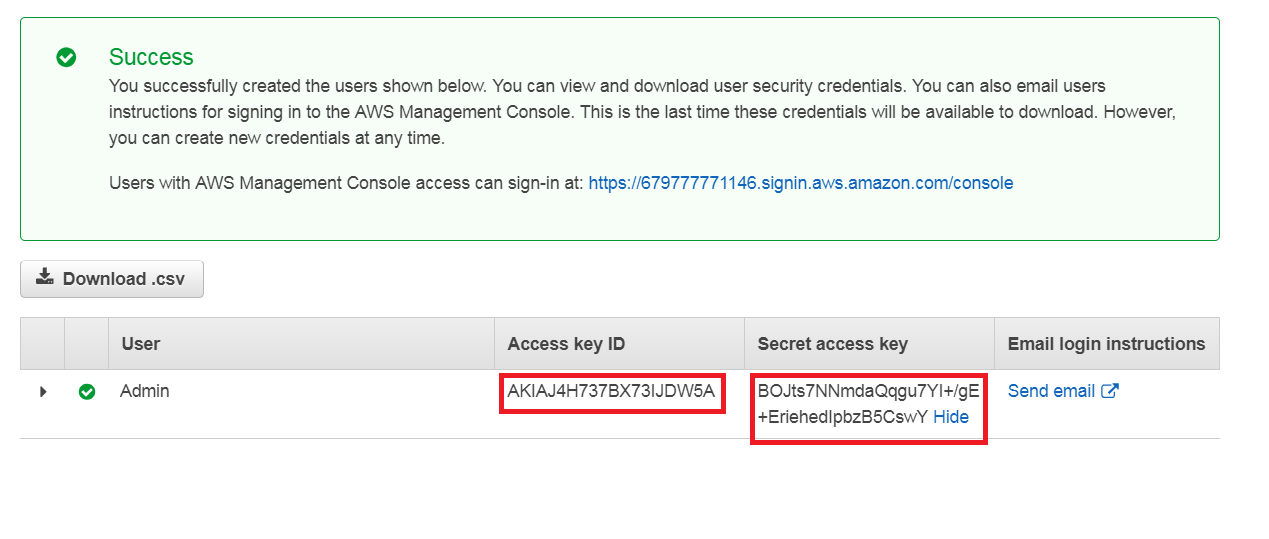 Success
You successfully created the users shown below. You can view and download user security credentials. You can also email users
instructions for signing in to the AWS Management Console. This is the last time these credentials will be available to download. However,
you can create new credentials at any time.
Users with AWS Management Console access can sign-in at: https://679777771146.signin.aws.amazon.com/console
Download .csv
User Access key ID Secret access key Email login instructions
Admin AKIAJ4H737BX73IJDW5A BOJts7NNmdaQqgu7YI+/gE Send email
+EriehedIpbzB5CswY Hide